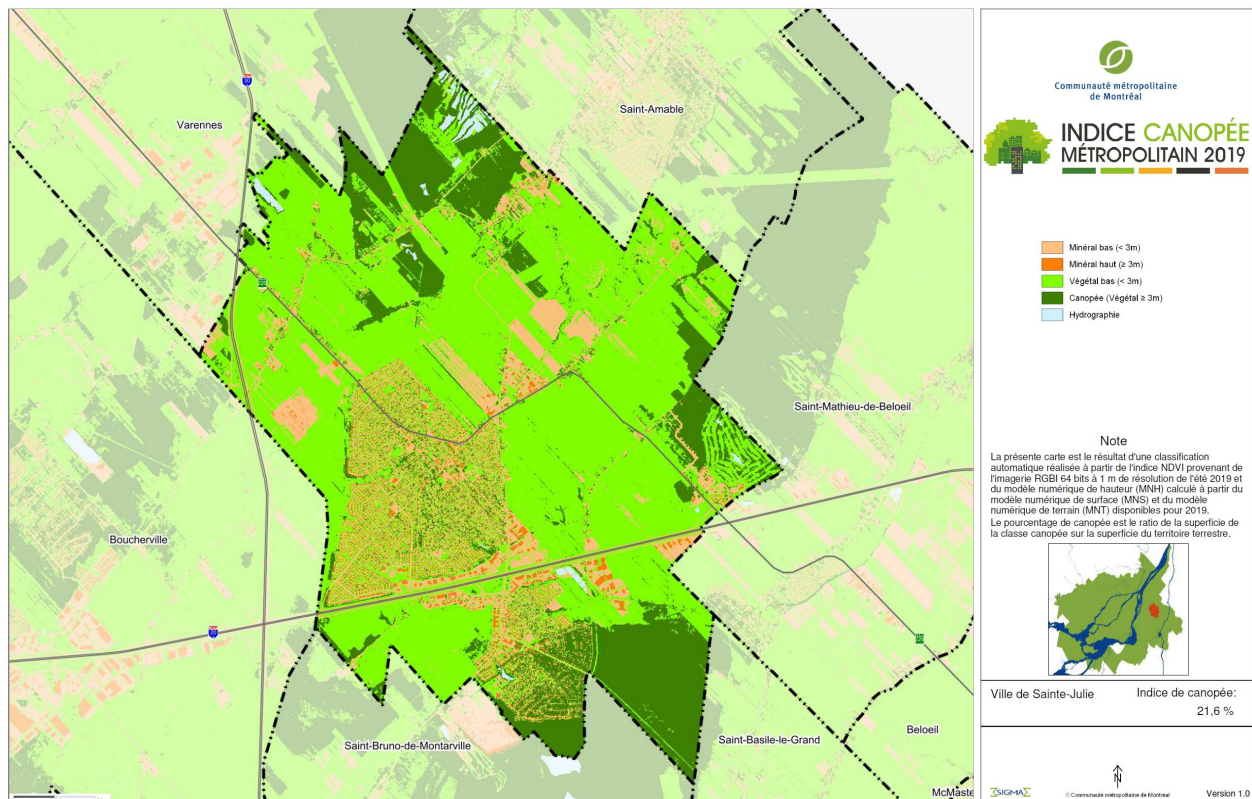 Varennes
Saint-Amable
Saint-Mathieu-de-Beloeil
Boucherville
Saint-Bruno-de-Montarville
Saint-Basile-le-Grand
Beloeil
McMaste
30
20
Communauté métropolitaine
de Montréal
INDICE CANOPÉE
MÉTROPOLITAIN 2019
Minéral bas (< 3m)
Minéral haut (≥ 3m)
Végétal bas (< 3m)
Canopée (Végétal ≥ 3m)
Hydrographie
Note
La présente carte est le résultat d'une classification
automatique réalisée à partir de l'indice NDVI provenant de
l'imagerie RGBI 64 bits à 1 m de résolution de l'été 2019 et
du modèle numérique de hauteur (MNH) calculé à partir du
modèle numérique de surface (MNS) et du modèle
numérique de terrain (MNT) disponibles pour 2019.
Le pourcentage de canopée est le ratio de la superficie de
la classe canopée sur la superficie du territoire terrestre.
Ville de Sainte-Julie
Indice de canopée:
21,6 %
N
ΣSIGMAΣ
© Communauté métropolitaine de Montréal
Version 1.0